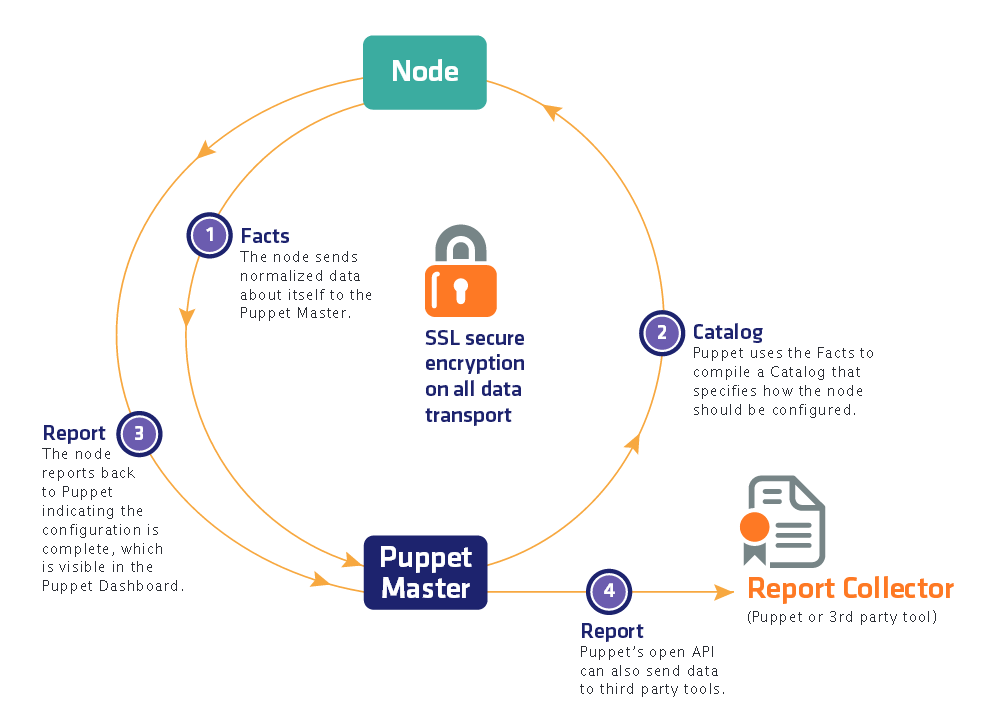 Node
1
Facts
The node sends
normalized data
about itself to the
Puppet Master.
SSL secure
encryption
on all data
transport
2
Catalog
Puppet uses the Facts to
compile a Catalog that
specifies how the node
should be configured.
3
Report
The node
reports back
to Puppet
indicating the
configuration is
complete, which
is visible in the
Puppet Dashboard.
Puppet
Master
4
Report
Puppet’s open API
can also send data
to third party tools.
Report Collector
(Puppet or 3rd party tool)